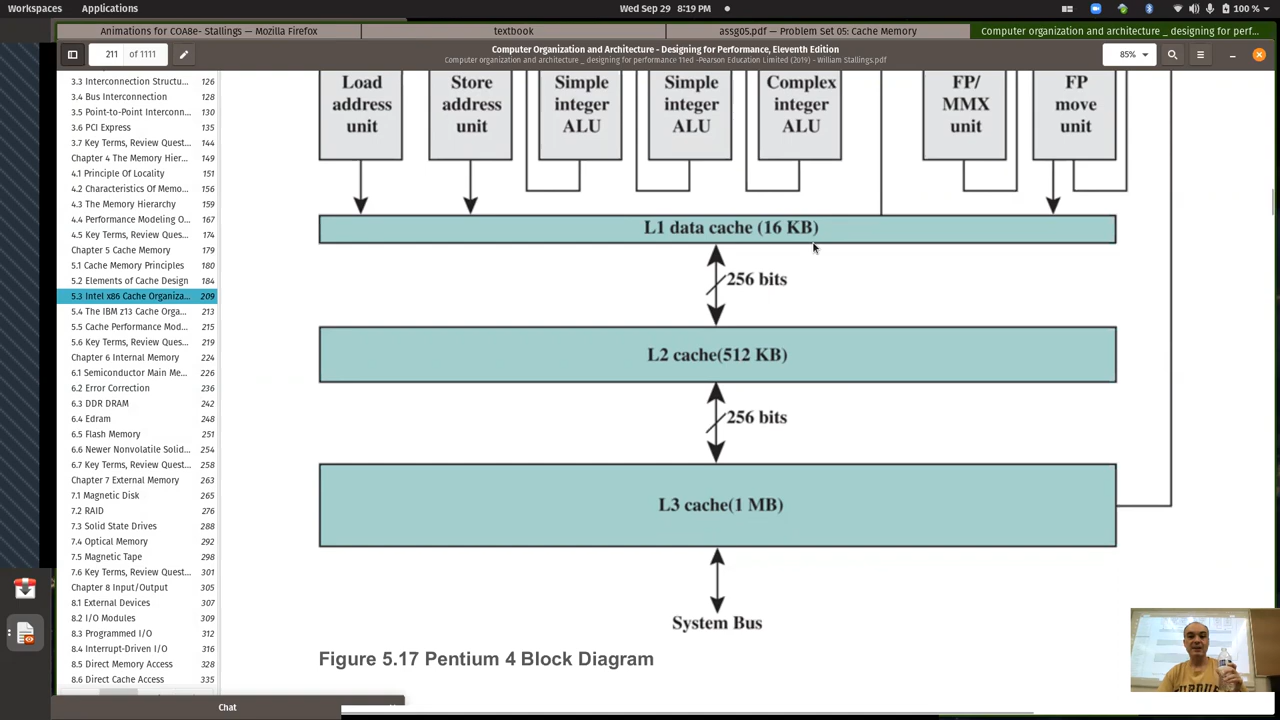 Workspaces Applications Wed Sep 29 8:19 PM 100 %
Animations for COA8e- Stallings — Mozilla Firefox textbook assg05.pdf — Problem Set 05: Cache Memory Computer organization and architecture _ designing for perf...
211 of 1111 Computer Organization and Architecture - Designing for Performance, Eleventh Edition 85%
Computer organization and architecture _ designing for performance 11ed -Pearson Education Limited (2019) - William Stallings.pdf
3.3 Interconnection Structu... 126
3.4 Bus Interconnection 128
3.5 Point-to-Point Interconn... 130
3.6 PCI Express 135
3.7 Key Terms, Review Quest... 144
Chapter 4 The Memory Hier... 149
4.1 Principle Of Locality 151
4.2 Characteristics Of Memo... 156
4.3 The Memory Hierarchy 159
4.4 Performance Modeling O... 167
4.5 Key Terms, Review Quest... 174
Chapter 5 Cache Memory 179
5.1 Cache Memory Principles 180
5.2 Elements of Cache Design 184
5.3 Intel x86 Cache Organiza... 209
5.4 The IBM z13 Cache Orga... 213
5.5 Cache Performance Mod... 215
5.6 Key Terms, Review Quest... 219
Chapter 6 Internal Memory 224
6.1 Semiconductor Main Me... 226
6.2 Error Correction 236
6.3 DDR DRAM 242
6.4 Edram 248
6.5 Flash Memory 251
6.6 Newer Nonvolatile Solid... 254
6.7 Key Terms, Review Quest... 258
Chapter 7 External Memory 263
7.1 Magnetic Disk 265
7.2 RAID 276
7.3 Solid State Drives 288
7.4 Optical Memory 292
7.5 Magnetic Tape 298
7.6 Key Terms, Review Quest... 301
Chapter 8 Input/Output 305
8.1 External Devices 307
8.2 I/O Modules 309
8.3 Programmed I/O 312
8.4 Interrupt-Driven I/O 316
8.5 Direct Memory Access 328
8.6 Direct Cache Access 335
Load
address
unit
Store
address
unit
Simple
integer
ALU
Simple
integer
ALU
Complex
integer
ALU
FP/
MMX
unit
FP
move
unit
L1 data cache (16 KB)
256 bits
L2 cache(512 KB)
256 bits
L3 cache(1 MB)
System Bus
Figure 5.17 Pentium 4 Block Diagram
PURDUE
Chat